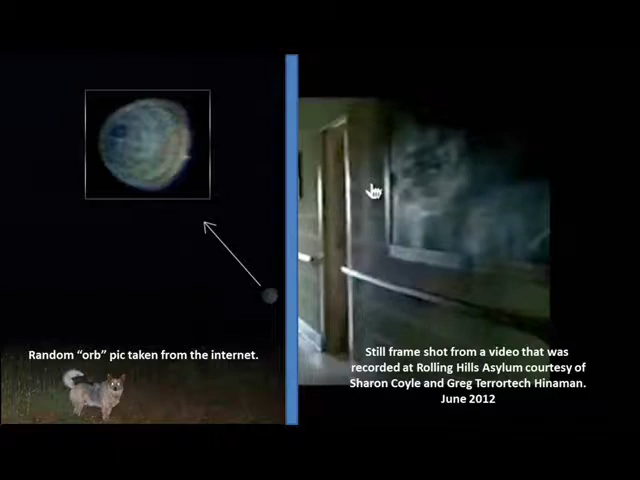 Random “orb” pic taken from the internet.
Still frame shot from a video that was
recorded at Rolling Hills Asylum courtesy of
Sharon Coyle and Greg Terrortech Hinaman.
June 2012